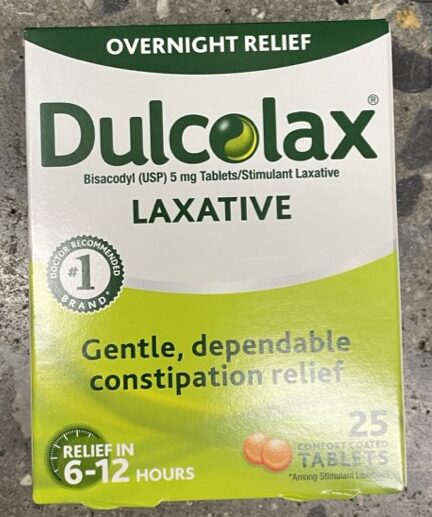 OVERNIGHT RELIEF
Dulcolax®
Bisacodyl (USP) 5 mg Tablets/Stimulant Laxative
LAXATIVE
DOCTOR RECOMMENDED
#1
BRAND
Gentle, dependable
constipation relief
25
COMFORT COATED
TABLETS
RELIEF IN
6-12 HOURS
*Among Stimulant Laxatives